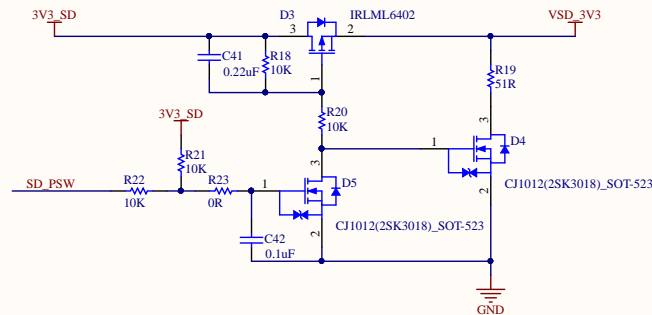 3V3_SD
D3
IRLML6402
VSD_3V3
3
2
1
C41
0.22uF
R18
10K
R19
51R
R20
10K
3V3_SD
R21
10K
3
1
D4
2
CJ1012(2SK3018)_SOT-523
SD_PSW
R22
10K
R23
0R
1
3
D5
2
CJ1012(2SK3018)_SOT-523
C42
0.1uF
GND